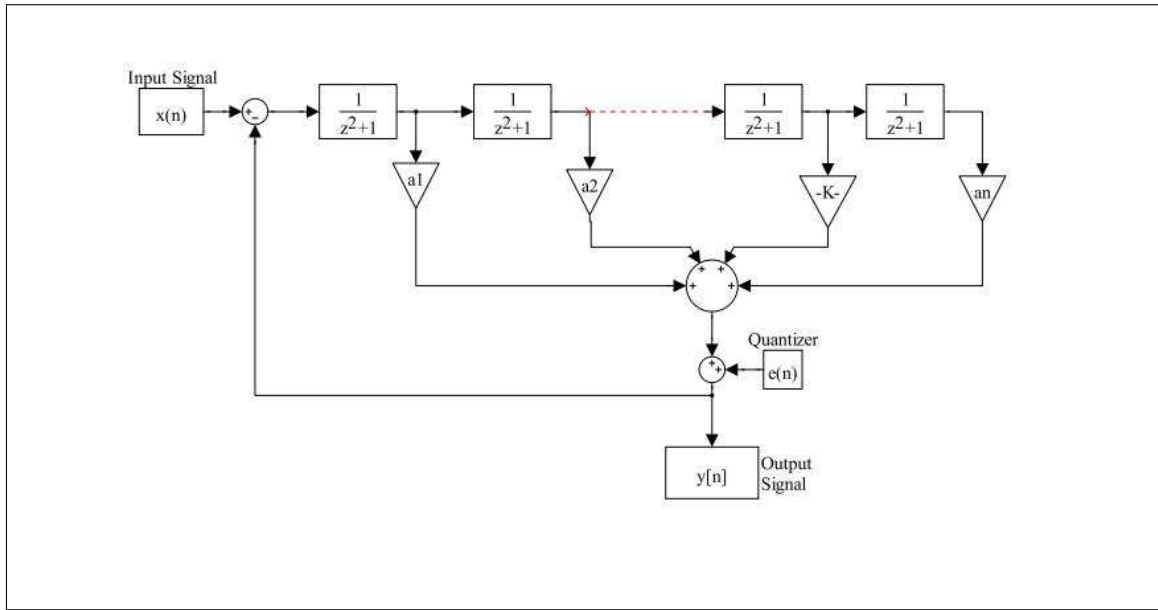 Input Signal
x(n)
+
−
1
z²+1
1
z²+1
1
z²+1
1
z²+1
a1
a2
-K-
an
+ +
+ +
Quantizer
+
+
e(n)
y[n]
Output
Signal